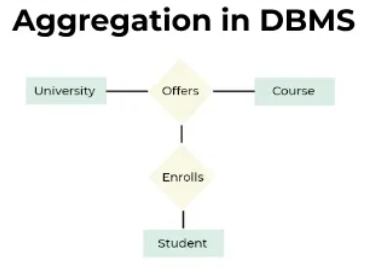 Aggregation in DBMS
University Offers Course
Enrolls
Student